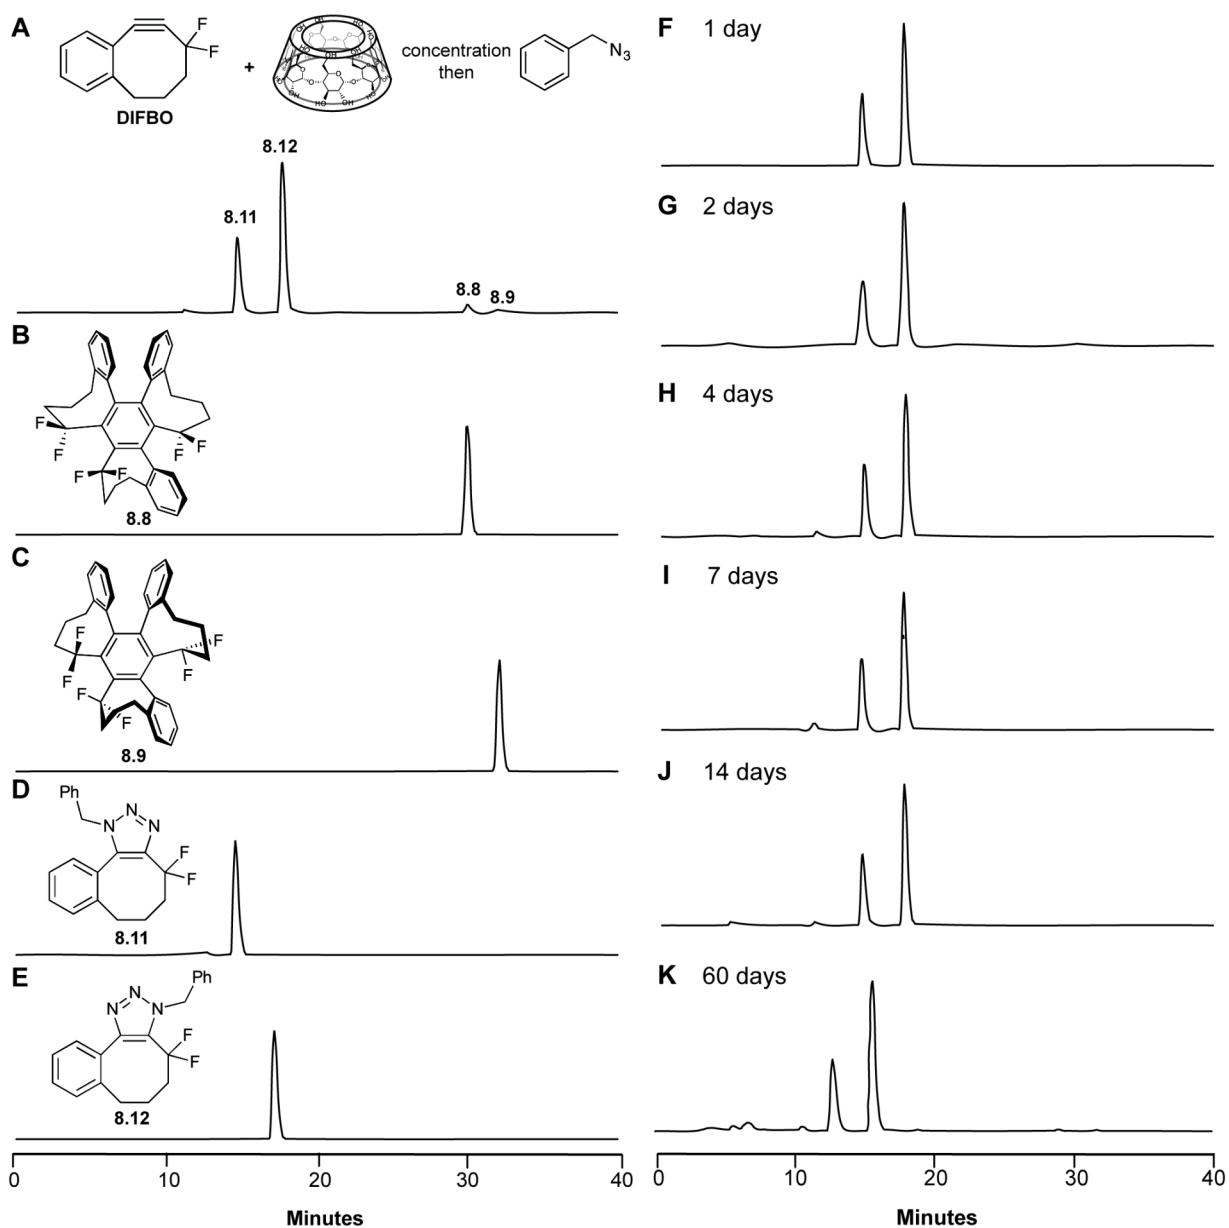 A
F
F
DIFBO
+
concentration
then
N3
8.12
8.11
8.8
8.9
B
F
F
F
F
F
F
8.8
C
F
F
F
F
F
F
8.9
D
Ph
N
N
N
F
F
8.11
E
Ph
N
N
N
F
F
8.12
0
10
20
30
40
Minutes
F 1 day
G 2 days
H 4 days
I 7 days
J 14 days
K 60 days
0
10
20
30
40
Minutes